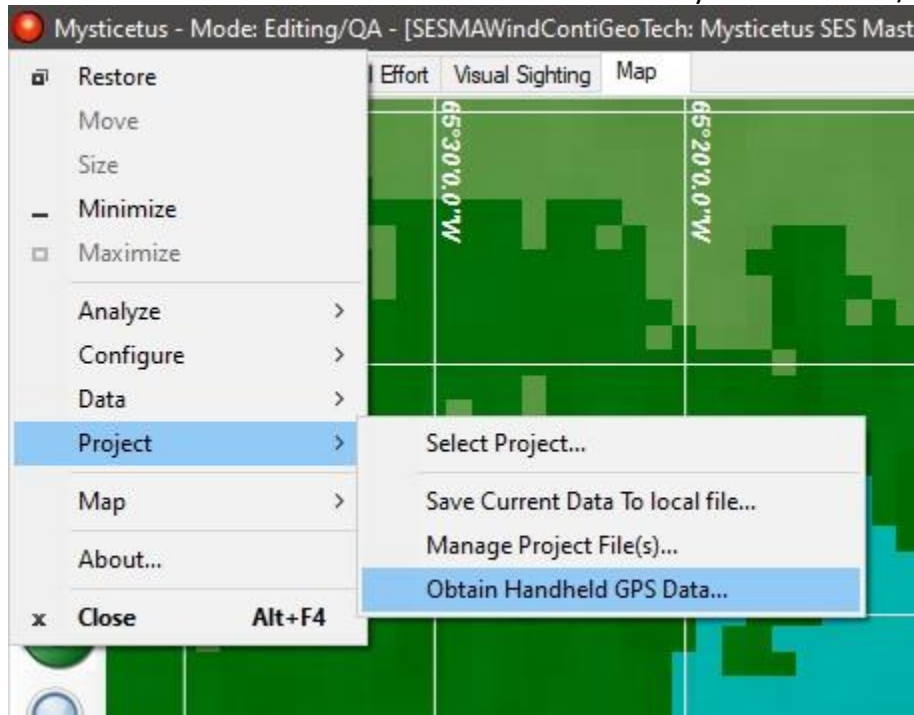 Mysticetus - Mode: Editing/QA - [SESMAWindContiGeoTech: Mysticetus SES Mast
Restore
Effort Visual Sighting Map
Move
Size
Minimize
Maximize
65°30'0.0"W
65°20'0.0"W
Analyze >
Configure >
Data >
Project >
Select Project...
Map >
Save Current Data To local file...
Manage Project File(s)...
About...
Obtain Handheld GPS Data...
x Close Alt+F4